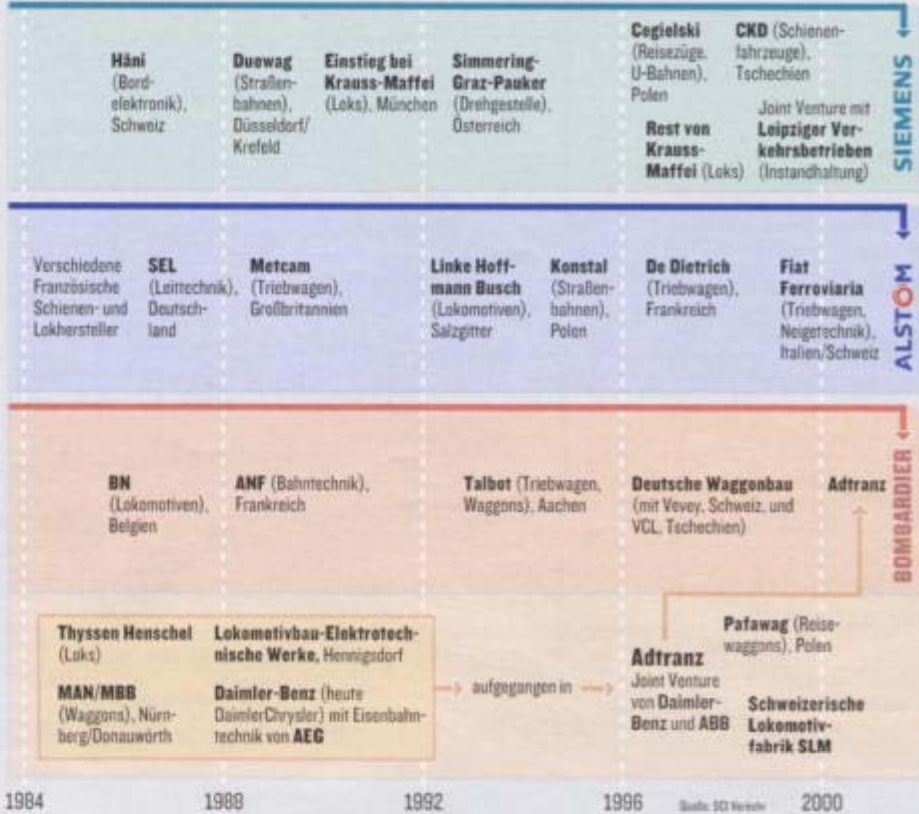 Häni
(Bord-
elektronik),
Schweiz
Duewag
(Straßen-
bahnen),
Düsseldorf/
Krefeld
Einstieg bei
Krauss-Maffei
(Loks), München
Simmering-
Graz-Pauker
(Drehgestelle),
Österreich
Cegielski
(Reisezüge,
U-Bahnen),
Polen
CKD (Schienen-
fahrzeuge),
Tschechien
Rest von
Krauss-
Maffei (Loks)
Joint Venture mit
Leipziger Ver-
kehrsbetrieben
(Instandhaltung)
SIEMENS
Verschiedene
Französische
Schienen- und
Lokhersteller
SEL
(Leittechnik),
Deutsch-
land
Metcam
(Triebwagen),
Großbritannien
Linke Hoff-
mann Busch
(Lokomotiven),
Salzgitter
Konstal
(Straßen-
bahnen),
Polen
De Dietrich
(Triebwagen),
Frankreich
Fiat
Ferroviaria
(Triebwagen,
Neigetechnik),
Italien/Schweiz
ALSTOM
BN
(Lokomotiven),
Belgien
ANF (Bahntechnik),
Frankreich
Talbot (Triebwagen,
Waggons), Aachen
Deutsche Waggonbau
(mit Vevey, Schweiz, und
VCL, Tschechien)
Adtranz
BOMBARDIER
Thyssen Henschel
(Loks)
Lokomotivbau-Elektrotech-
nische Werke, Hennigsdorf
MAN/MBB
(Waggons), Nürn-
berg/Donauwörth
Daimler-Benz (heute
DaimlerChrysler) mit Eisenbahn-
technik von AEG
aufgegangen in
Adtranz
Joint Venture
von Daimler-
Benz und ABB
Pafawag (Reise-
waggons), Polen
Schweizerische
Lokomotiv-
fabrik SLM
1984 1988 1992 1996 2000
Quelle: SCI Verkehr